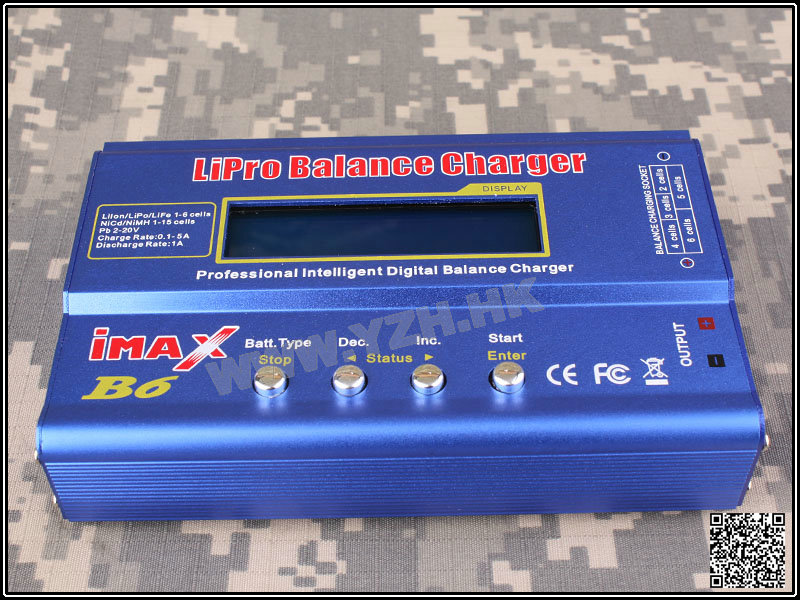 LiPro Balance Charger
DISPLAY
LIion/LiPo/LiFe 1-6 cells
NiCd/NiMH 1-15 cells
Pb 2-20V
Charge Rate:0.1- 5A
Discharge Rate:1A
Professional Intelligent Digital Balance Charger
BALANCE CHARGING SOCKET
2 cells
3 cells
4 cells
5 cells
6 cells
iMAX
B6
Batt.Type
Stop
Dec.
Inc.
◄ Status ►
Start
Enter
CE FC
OUTPUT
+
-
WWW.YZH.HK